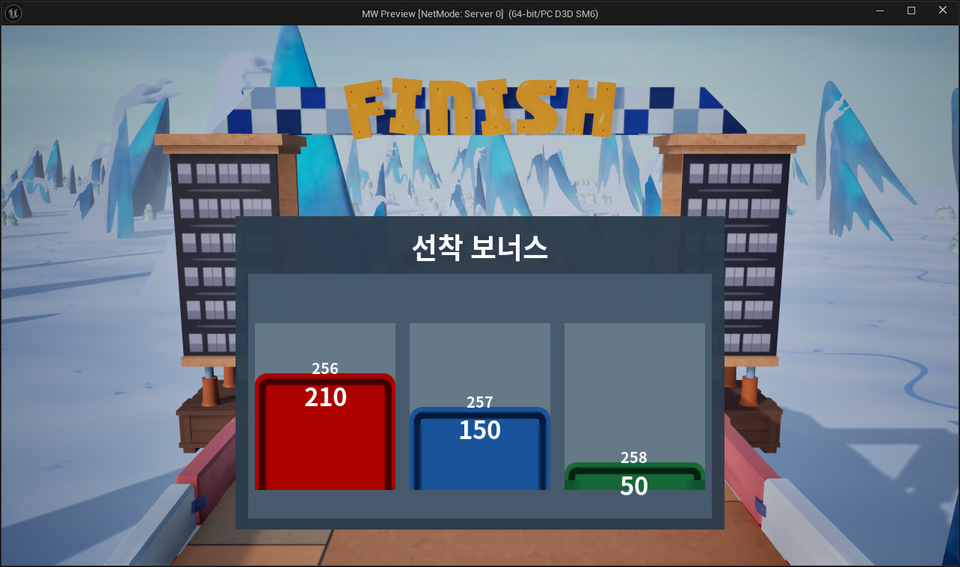 MW Preview [NetMode: Server 0] (64-bit/PC D3D SM6)
FINISH
선착 보너스
256
210
257
150
258
50